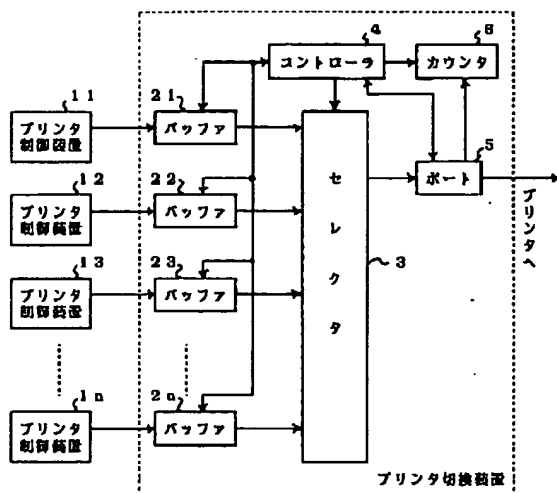 4
6
コントローラ
カウンタ
11
21
プリンタ
制御装置
バッファ
5
ポート
12
22
プリンタ
制御装置
バッファ
セレクタ
3
プリンタへ
13
23
プリンタ
制御装置
バッファ
1n
2n
プリンタ
制御装置
バッファ
プリンタ切換装置